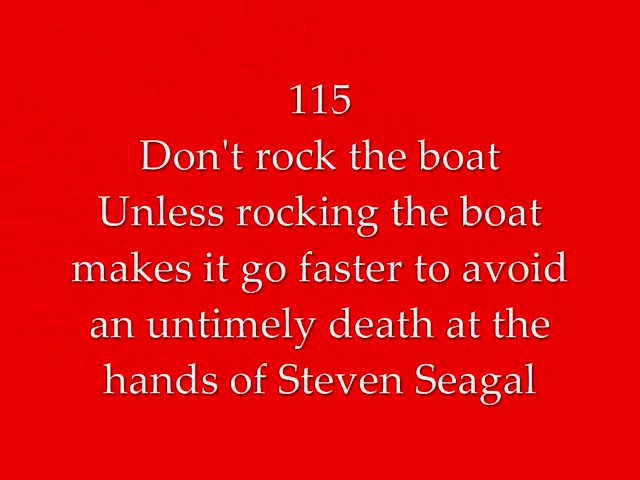 115
Don't rock the boat
Unless rocking the boat
makes it go faster to avoid
an untimely death at the
hands of Steven Seagal